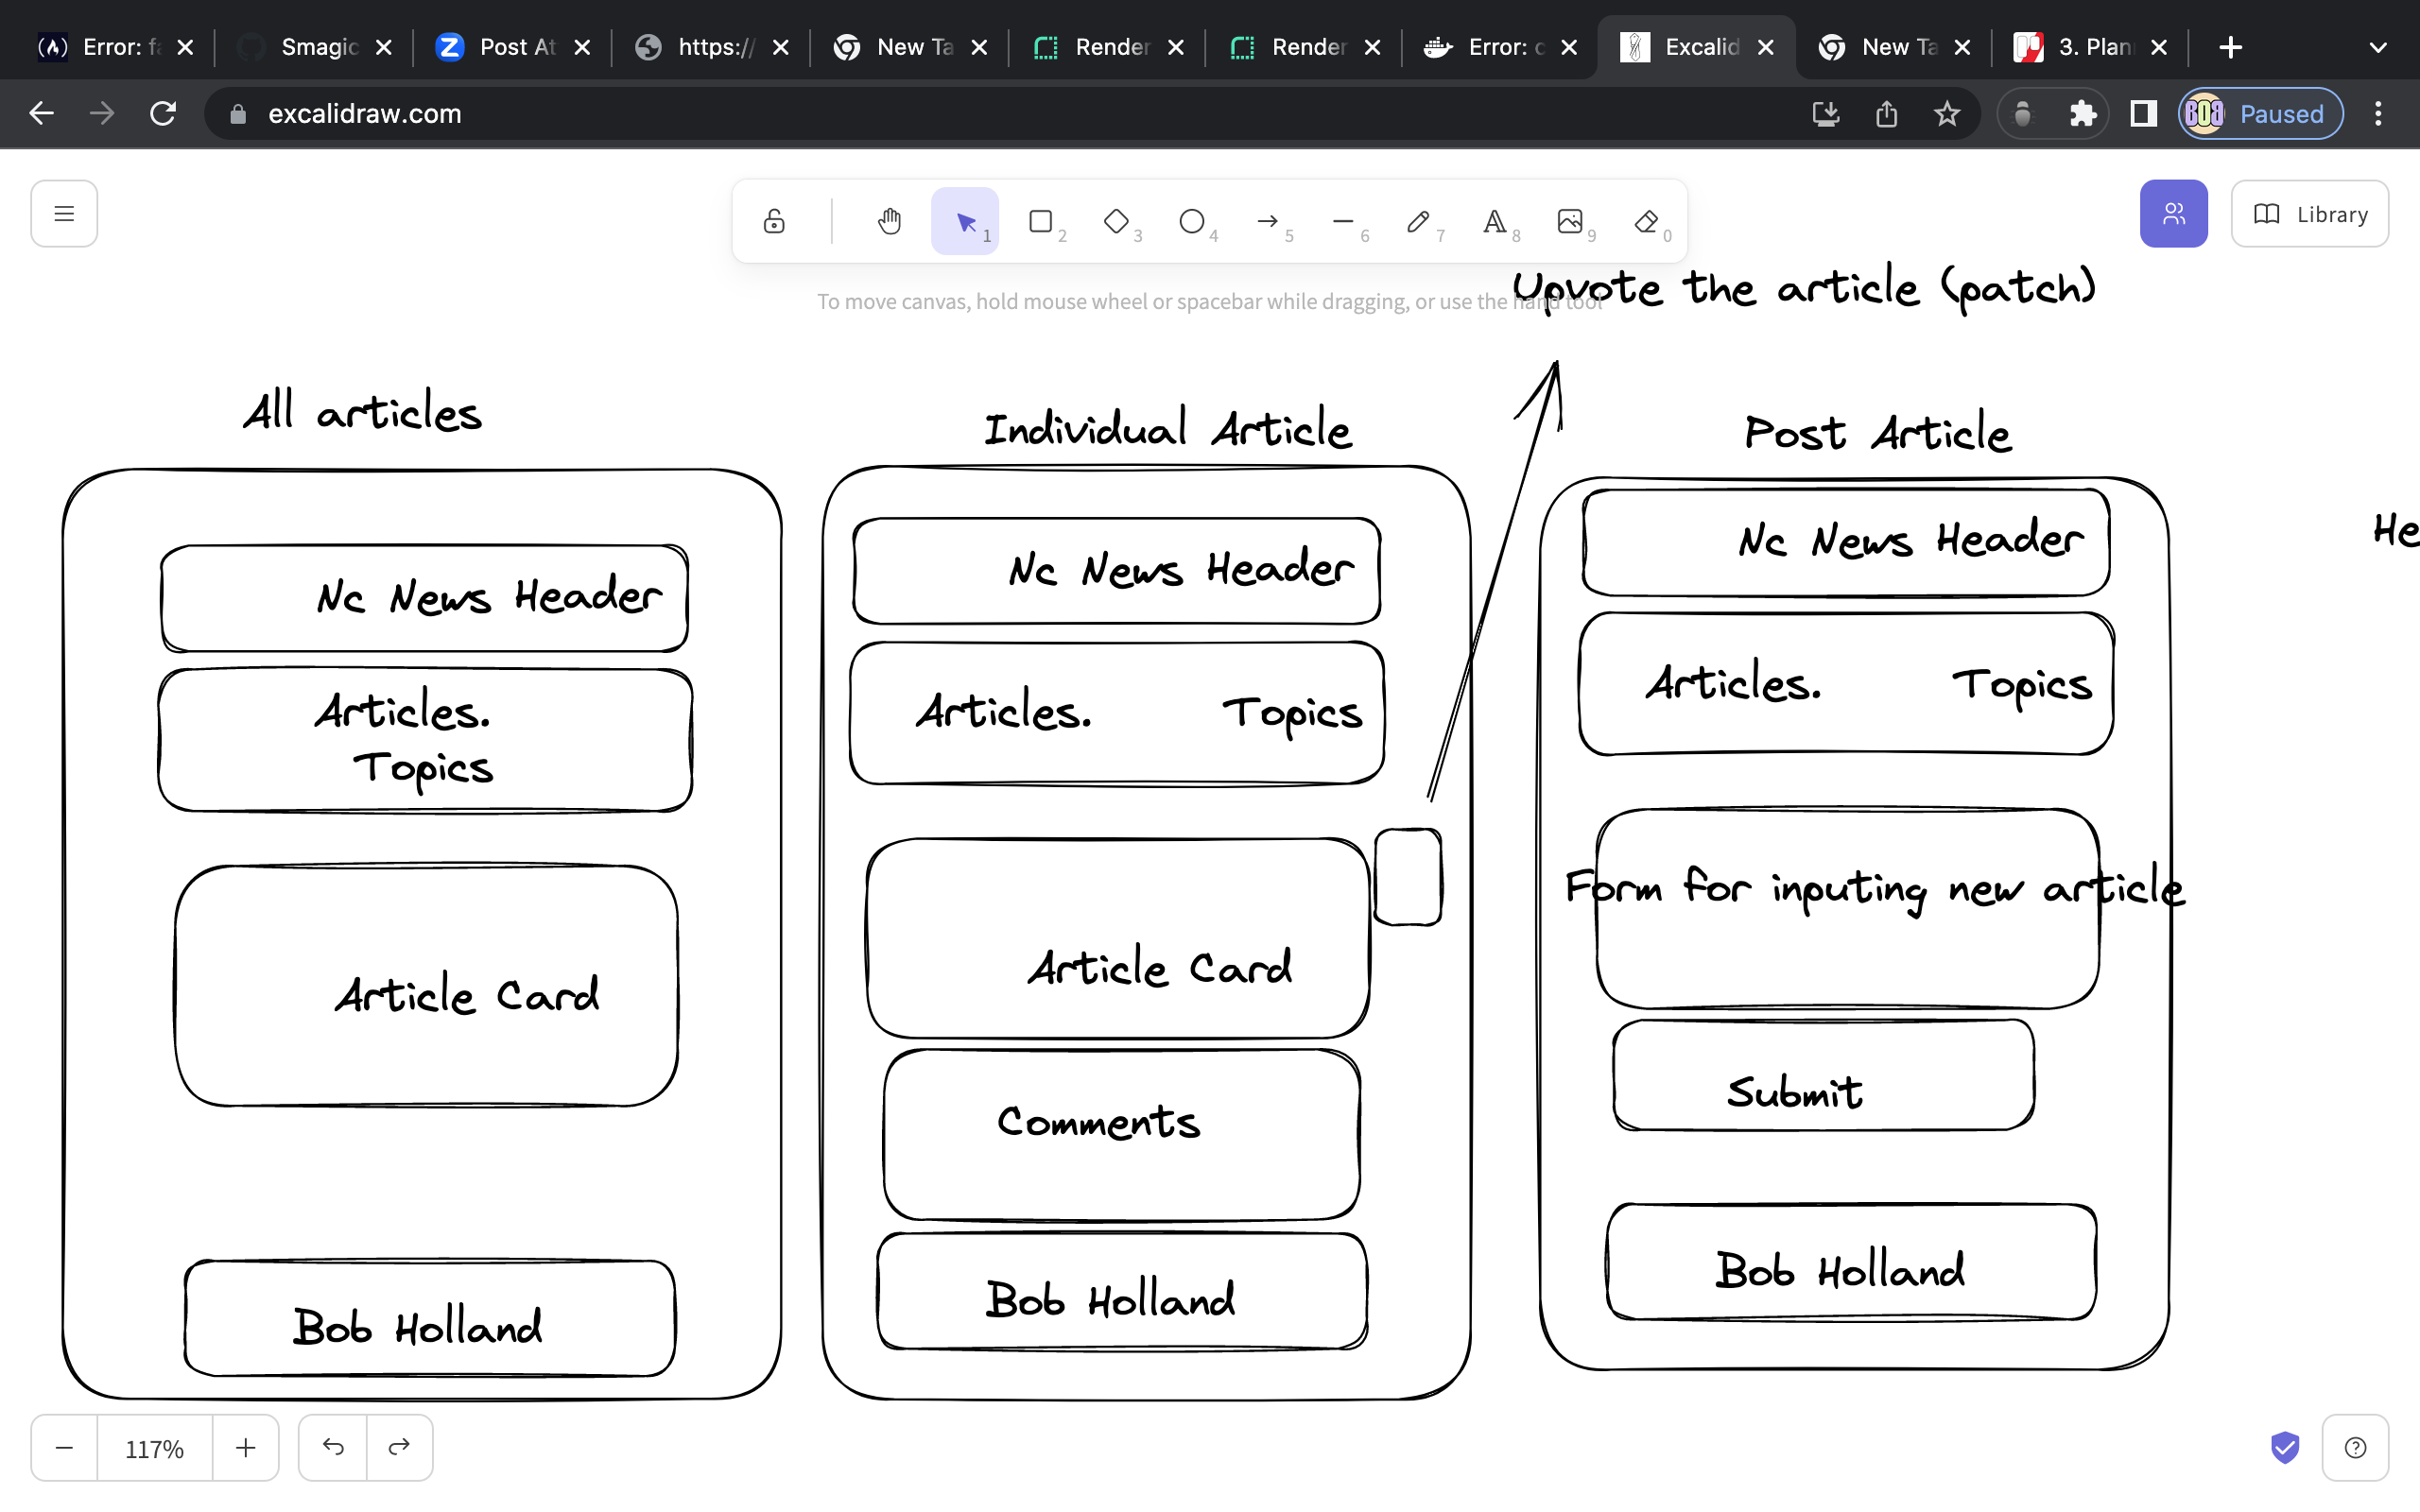 Error: fa
Smagic
Post At
https://
New Ta
Render
Render
Error: c
Excalid
New Ta
3. Plan
excalidraw.com
BOB
Paused
1
2
3
4
5
6
7
A 8
9
0
Library
To move canvas, hold mouse wheel or spacebar while dragging, or use the hand tool
Upvote the article (patch)
All articles
Nc News Header
Articles.
Topics
Article Card
Bob Holland
Individual Article
Nc News Header
Articles. Topics
Article Card
Comments
Bob Holland
Post Article
Nc News Header
Articles. Topics
Form for inputing new article
Submit
Bob Holland
He
117%